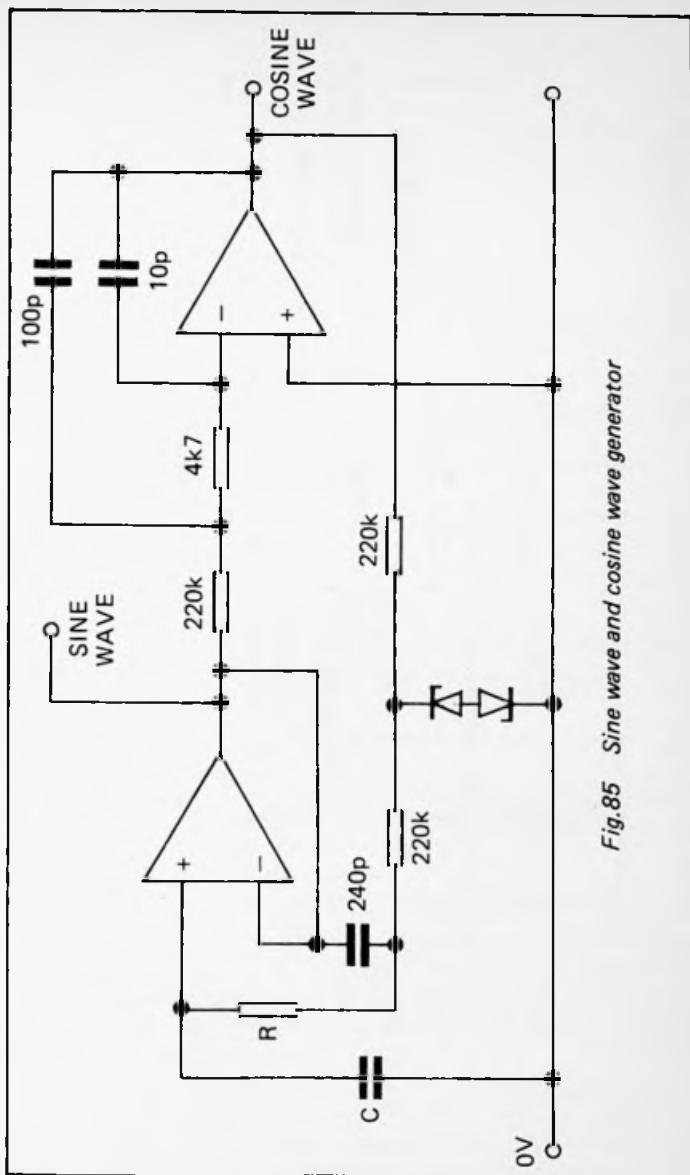 100p
10p
SINE
WAVE
COSINE
WAVE
220k
4k7
−
+
+
−
R
240p
220k
220k
C
0V
Fig.85 Sine wave and cosine wave generator